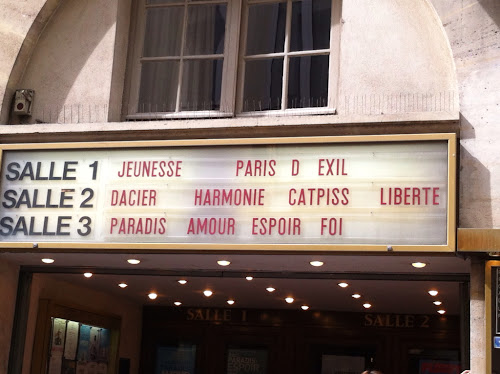 SALLE 1 JEUNESSE PARIS D EXIL
SALLE 2 DACIER HARMONIE CATPISS LIBERTE
SALLE 3 PARADIS AMOUR ESPOIR FOI
SALLE 1 SALLE 2